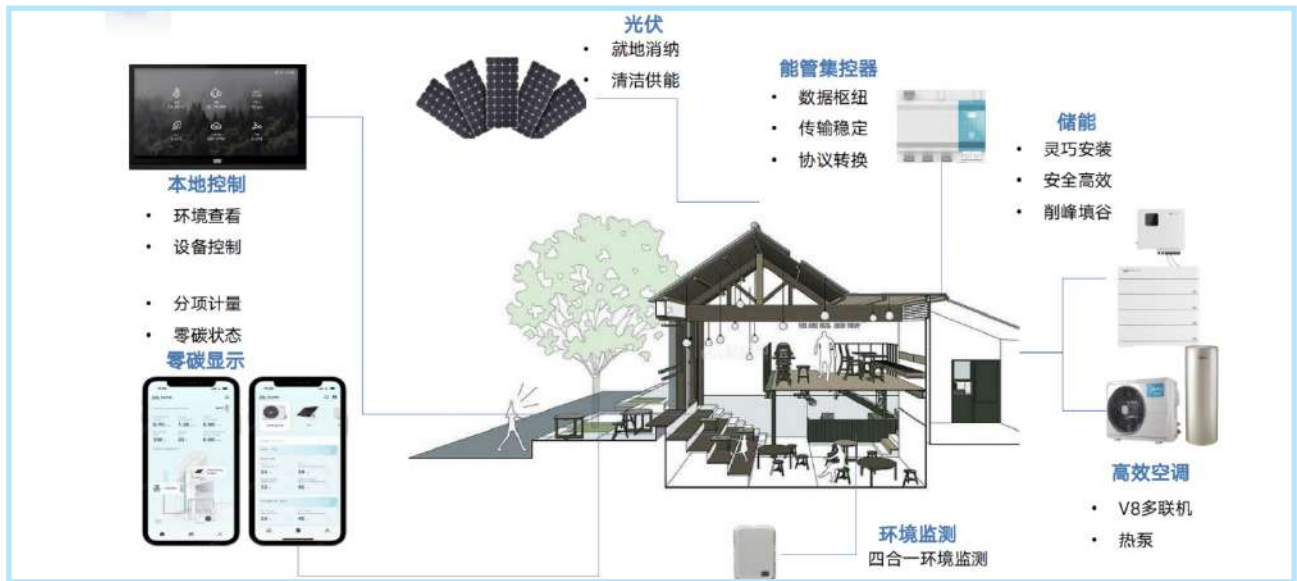 光伏
• 就地消纳
• 清洁供能
能管集控器
• 数据枢纽
• 传输稳定
• 协议转换
储能
• 灵巧安装
• 安全高效
• 削峰填谷
本地控制
• 环境查看
• 设备控制
• 分项计量
• 零碳状态
零碳显示
高效空调
• V8多联机
• 热泵
环境监测
四合一环境监测